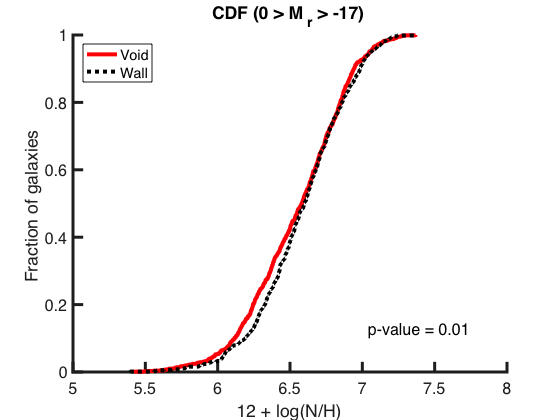 CDF (0 > M_r > -17)
1
Void
Wall
0.8
0.6
Fraction of galaxies
0.4
0.2
p-value = 0.01
0
5 5.5 6 6.5 7 7.5 8
12 + log(N/H)